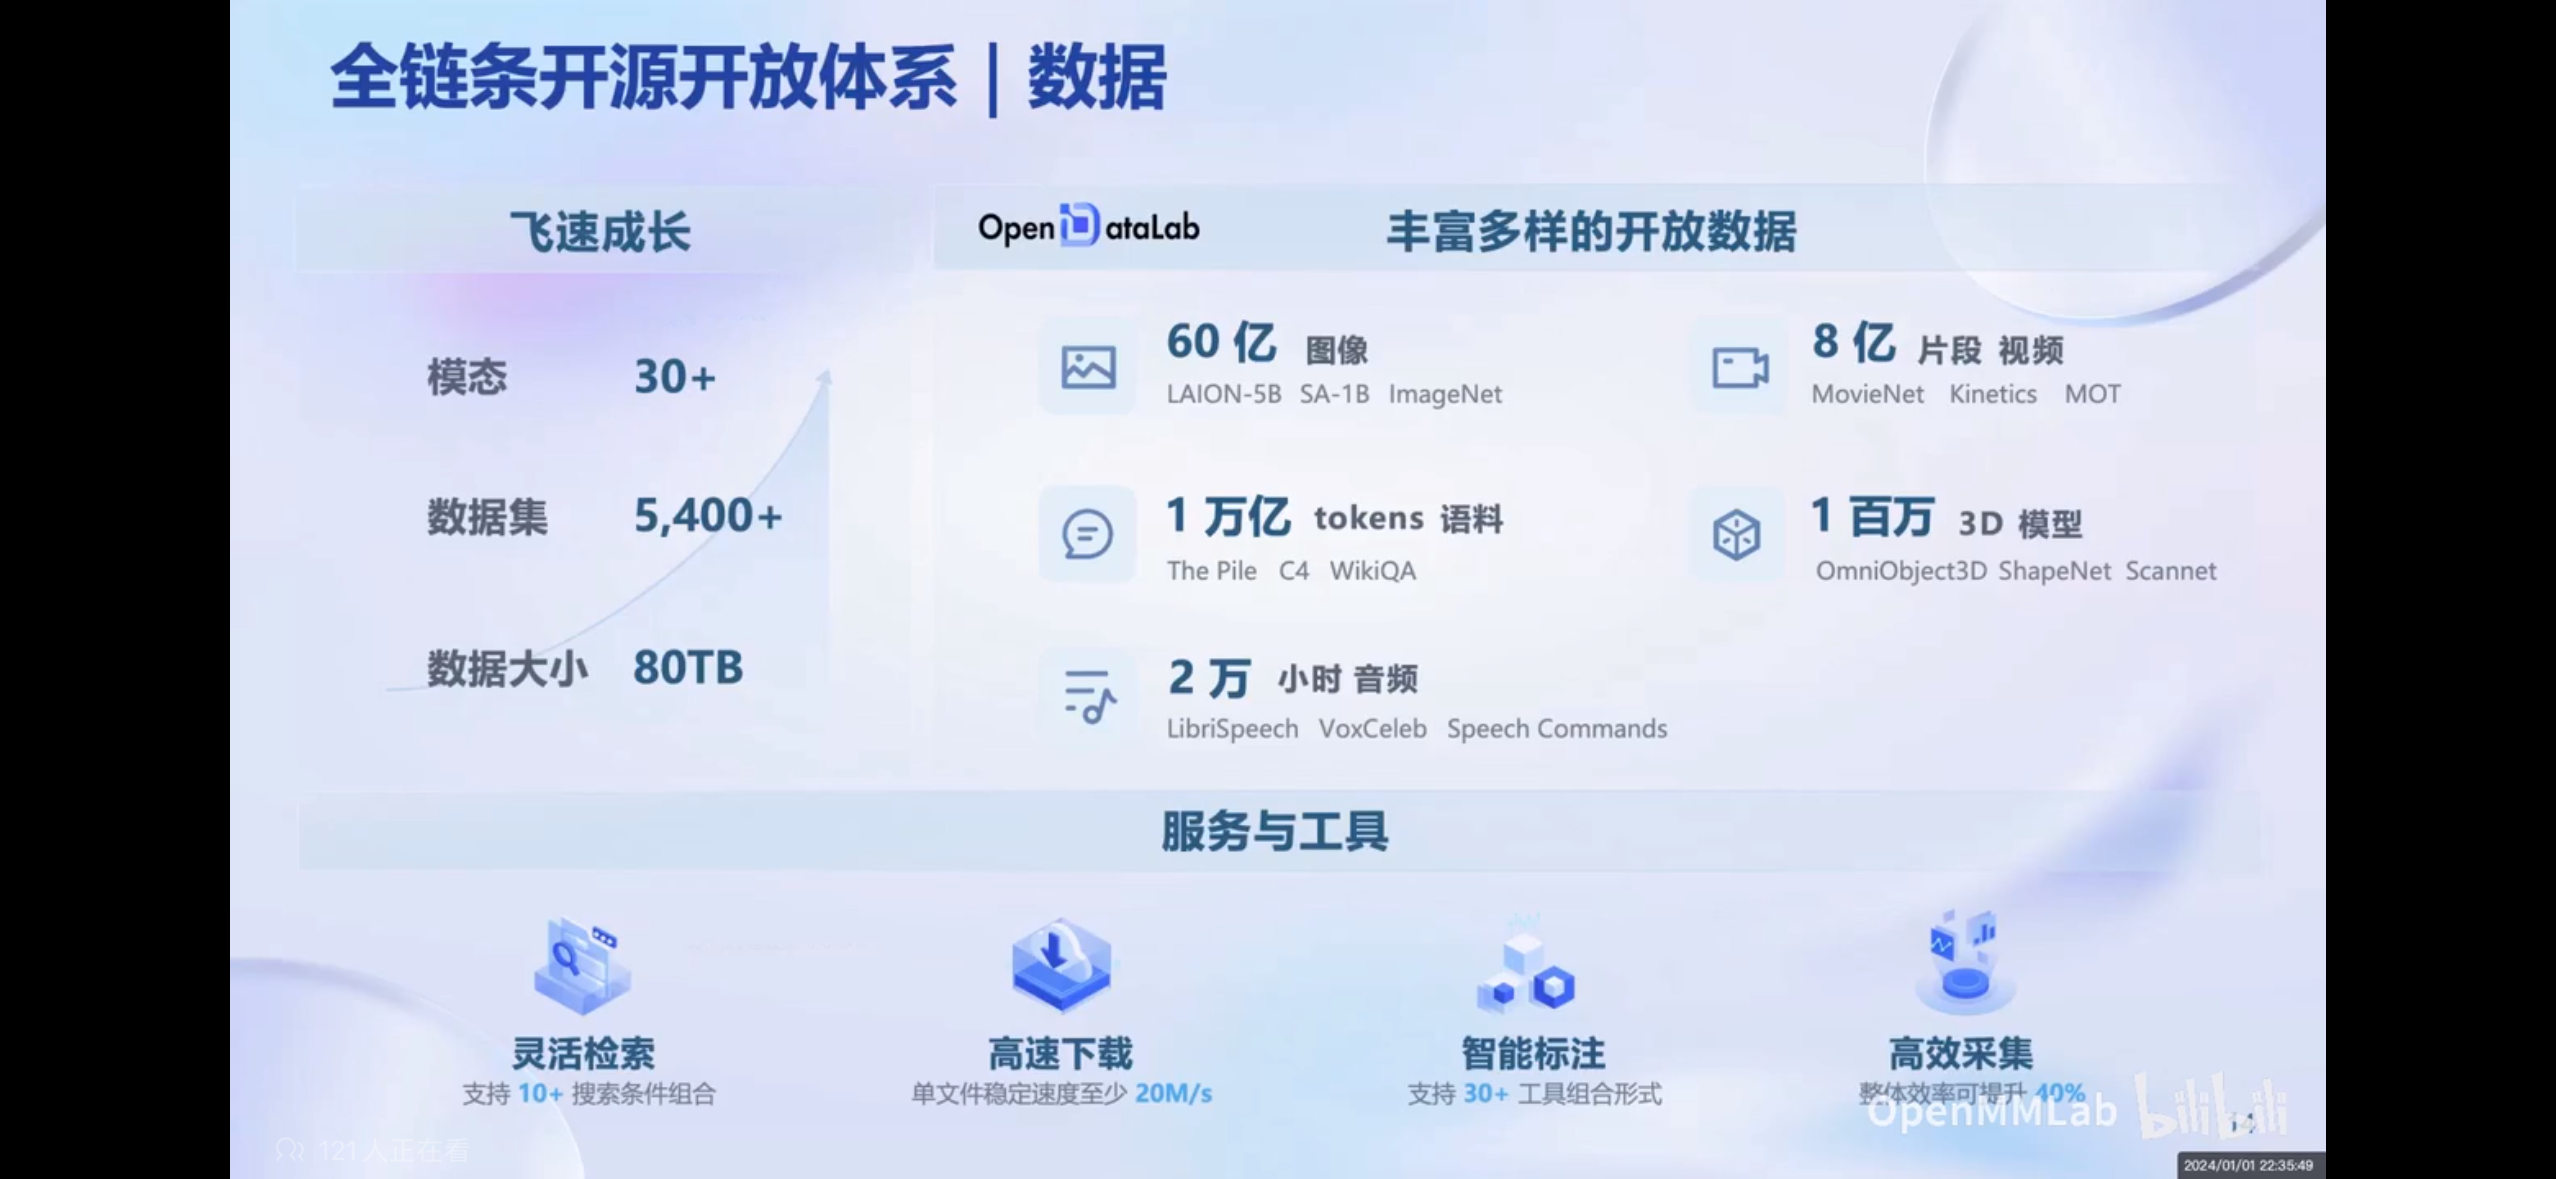 全链条开源开放体系 | 数据
飞速成长
模态 30+
数据集 5,400+
数据大小 80TB
OpenDataLab 丰富多样的开放数据
60 亿 图像
LAION-5B SA-1B ImageNet
8 亿 片段 视频
MovieNet Kinetics MOT
1 万亿 tokens 语料
The Pile C4 WikiQA
1 百万 3D 模型
OmniObject3D ShapeNet Scannet
2 万 小时 音频
LibriSpeech VoxCeleb Speech Commands
服务与工具
灵活检索
支持 10+ 搜索条件组合
高速下载
单文件稳定速度至少 20M/s
智能标注
支持 30+ 工具组合形式
高效采集
整体效率可提升 40%
OpenMMLab bilibili
14
121人正在看
2024/01/01 22:35:49